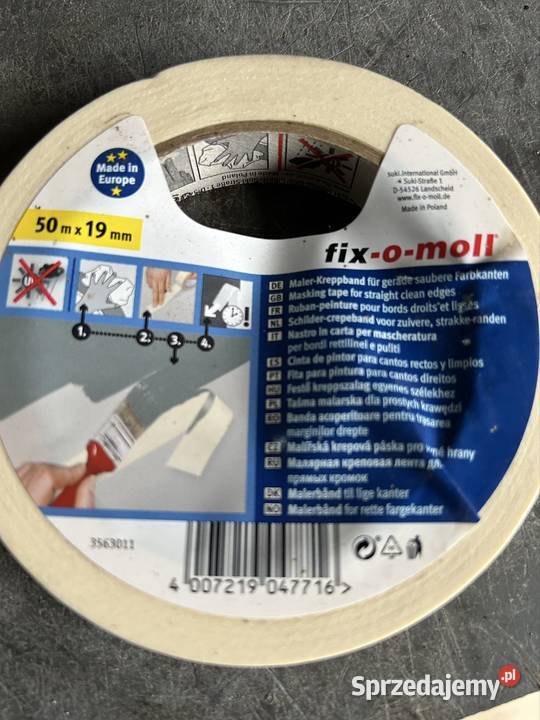 Made in
Europe
50 m x 19 mm
suki.international GmbH
Suki-Straße 1
D-54526 Landscheid
www.fix-o-moll.de
Made in Poland
fix-o-moll
DE Maler-Kreppband für gerade saubere Farbkanten
GB Masking tape for straight clean edges
FR Ruban-peinture pour bords droits et lisses
NL Schilder-crepeband voor zuivere, strakke randen
IT Nastro in carta per mascheratura
per bordi rettilinei e puliti
ES Cinta de pintor para cantos rectos y limpios
PT Fita para pintura para cantos direitos
HU Festő kreppszalag egyenes szélekhez
PL Taśma malarska dla prostych krawędzi
RO Banda acoperitoare pentru trasarea
marginilor drepte
CZ Malířská krepová páska pro hrany
RU Малярная креповая лента для
прямых кромок
DK Malerbånd til lige kanter
NO Malerbånd for rette fargekanter
1. 2. 3. 4.
3563011
4 007219 047716 >
Sprzedajemy.pl